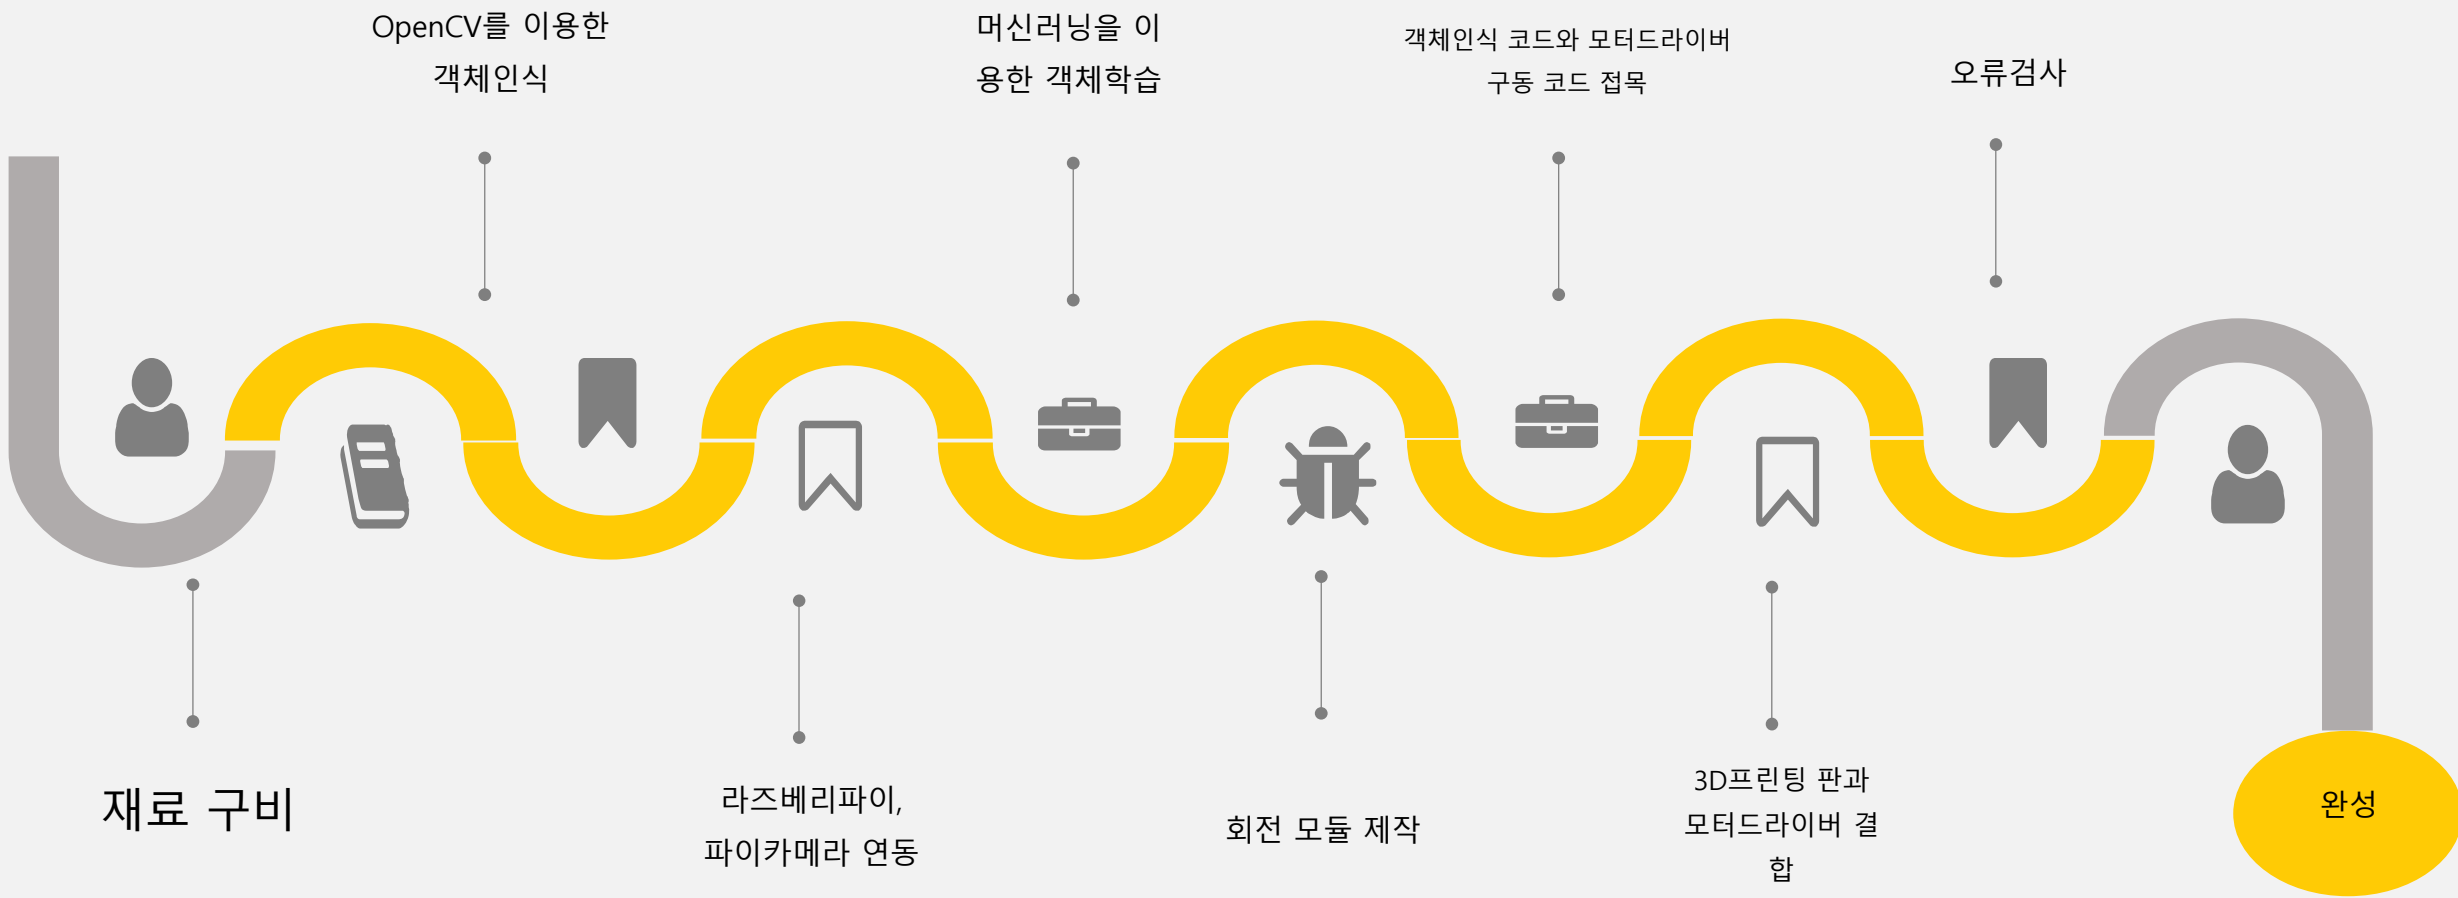 OpenCV를 이용한
객체인식
머신러닝을 이
용한 객체학습
객체인식 코드와 모터드라이버
구동 코드 접목
오류검사
재료 구비
라즈베리파이,
파이카메라 연동
회전 모듈 제작
3D프린팅 판과
모터드라이버 결
합
완성